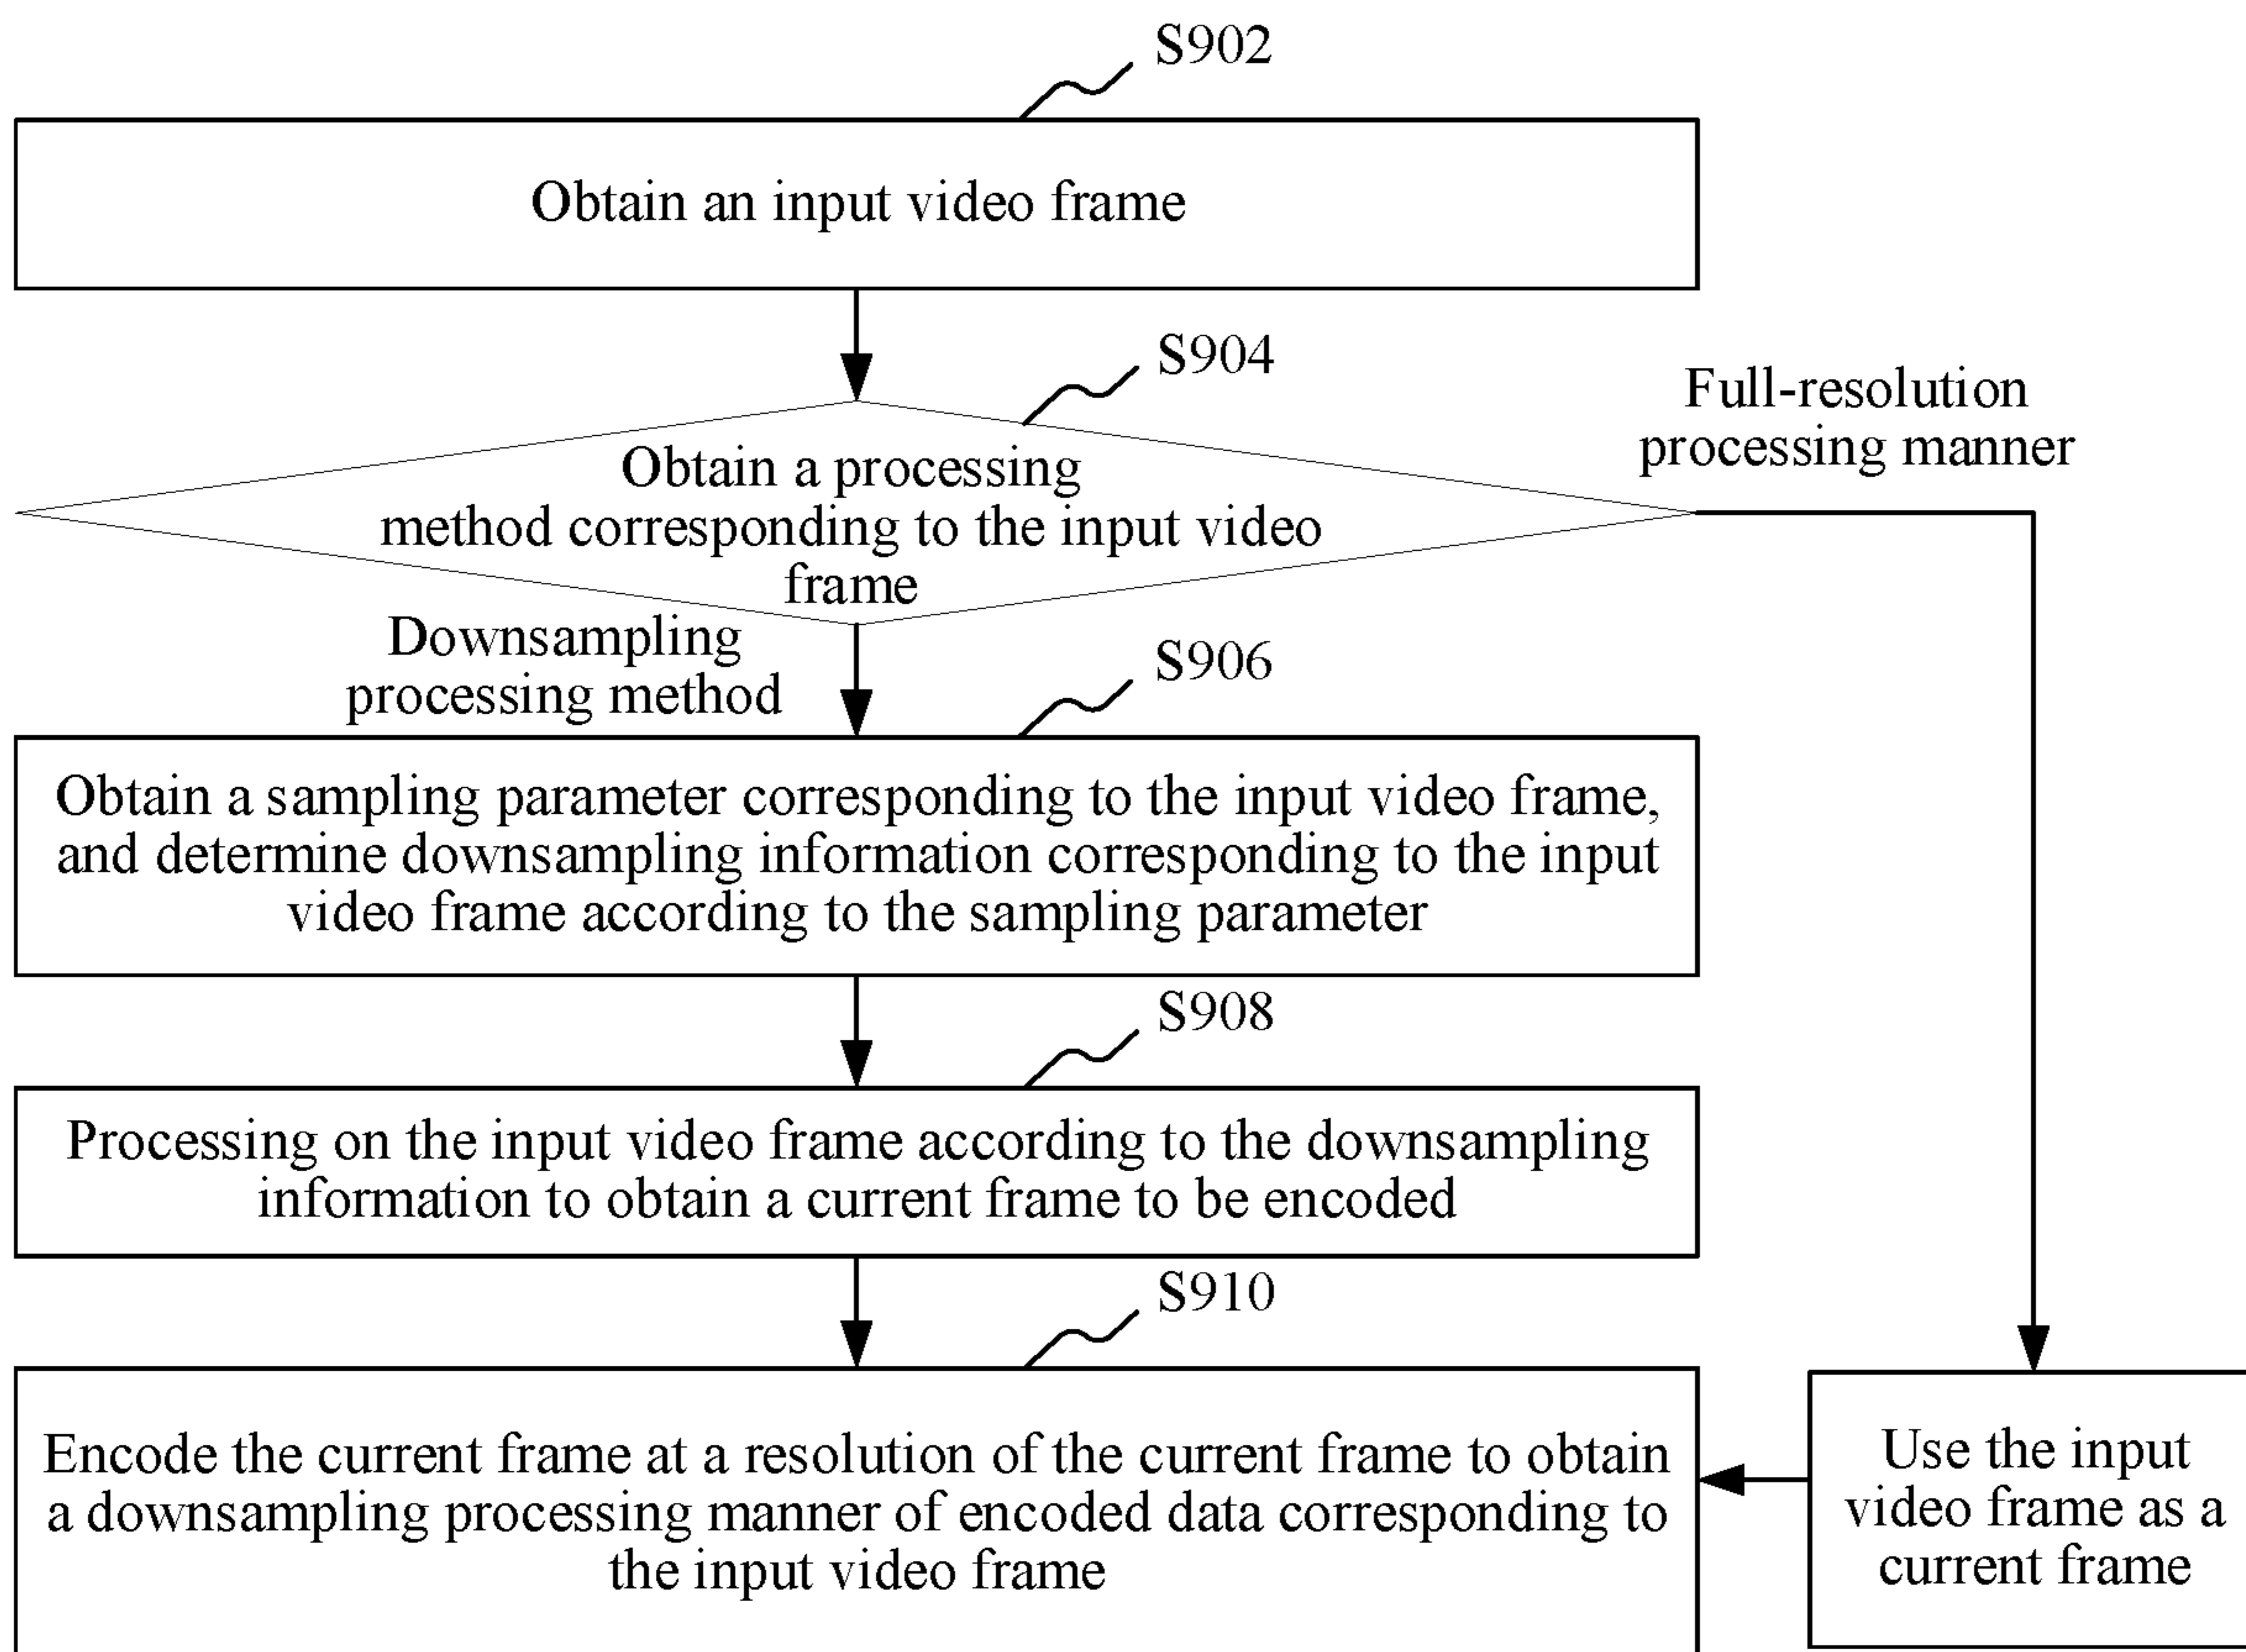 S902
Obtain an input video frame
S904
Full-resolution
processing manner
Obtain a processing
method corresponding to the input video
frame
Downsampling
processing method
S906
Obtain a sampling parameter corresponding to the input video frame,
and determine downsampling information corresponding to the input
video frame according to the sampling parameter
S908
Processing on the input video frame according to the downsampling
information to obtain a current frame to be encoded
S910
Encode the current frame at a resolution of the current frame to obtain
a downsampling processing manner of encoded data corresponding to
the input video frame
Use the input
video frame as a
current frame